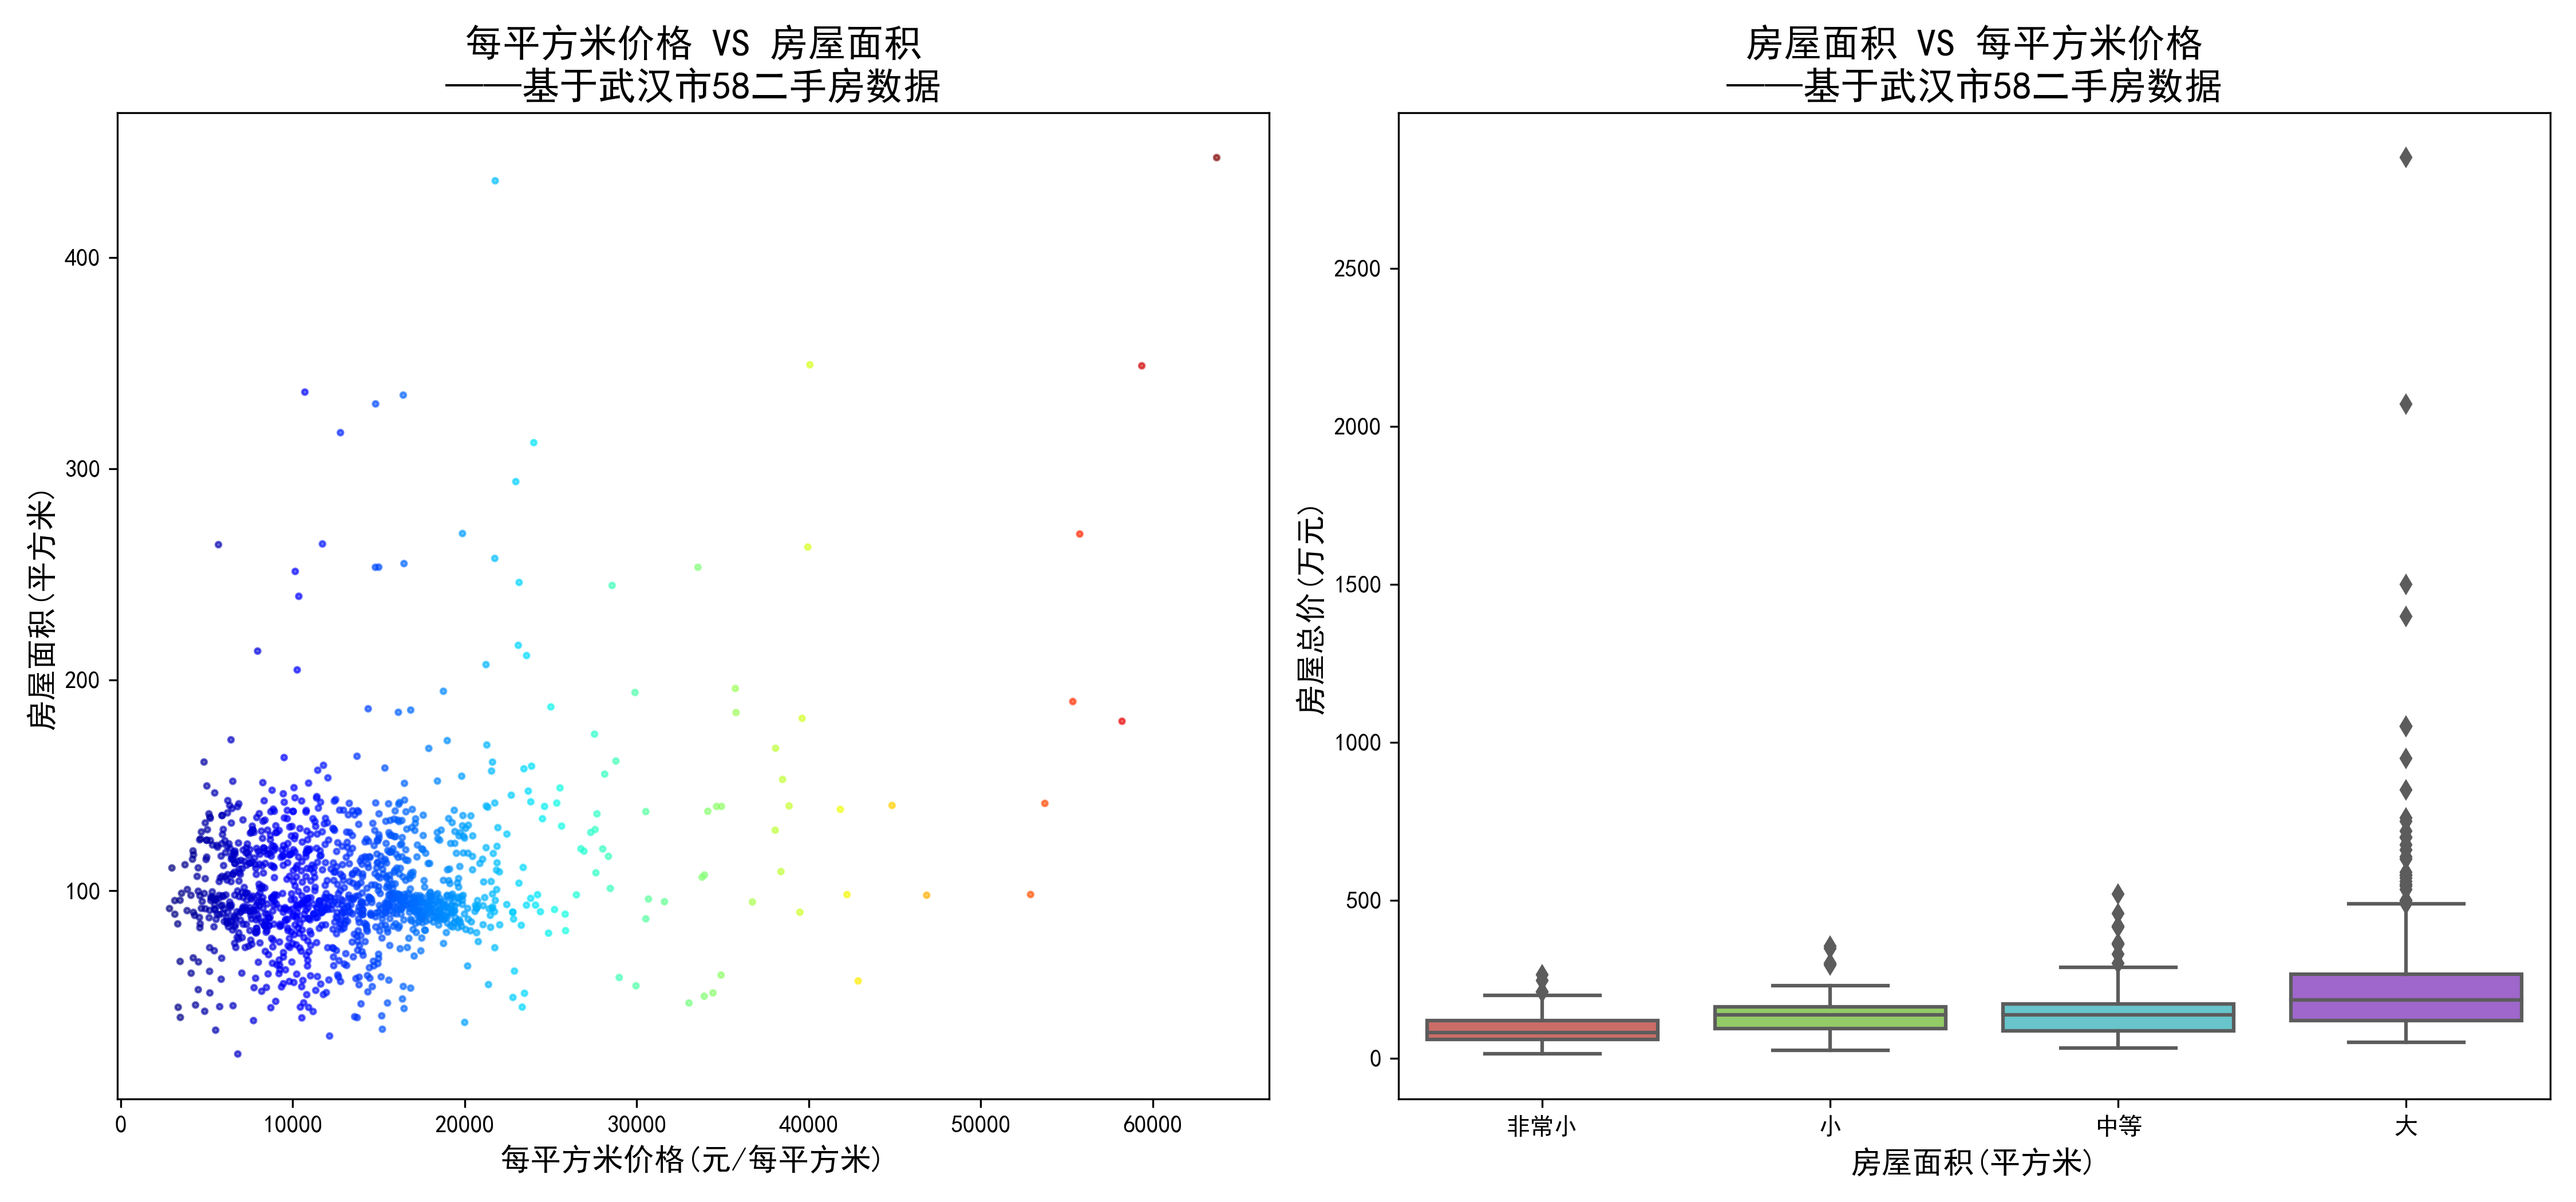 每平方米价格 VS 房屋面积
——基于武汉市58二手房数据
400
300
200
100
房屋面积(平方米)
0
10000
20000
30000
40000
50000
60000
每平方米价格(元/每平方米)
房屋面积 VS 每平方米价格
——基于武汉市58二手房数据
2500
2000
1500
1000
500
0
房屋总价(万元)
非常小
小
中等
大
房屋面积(平方米)